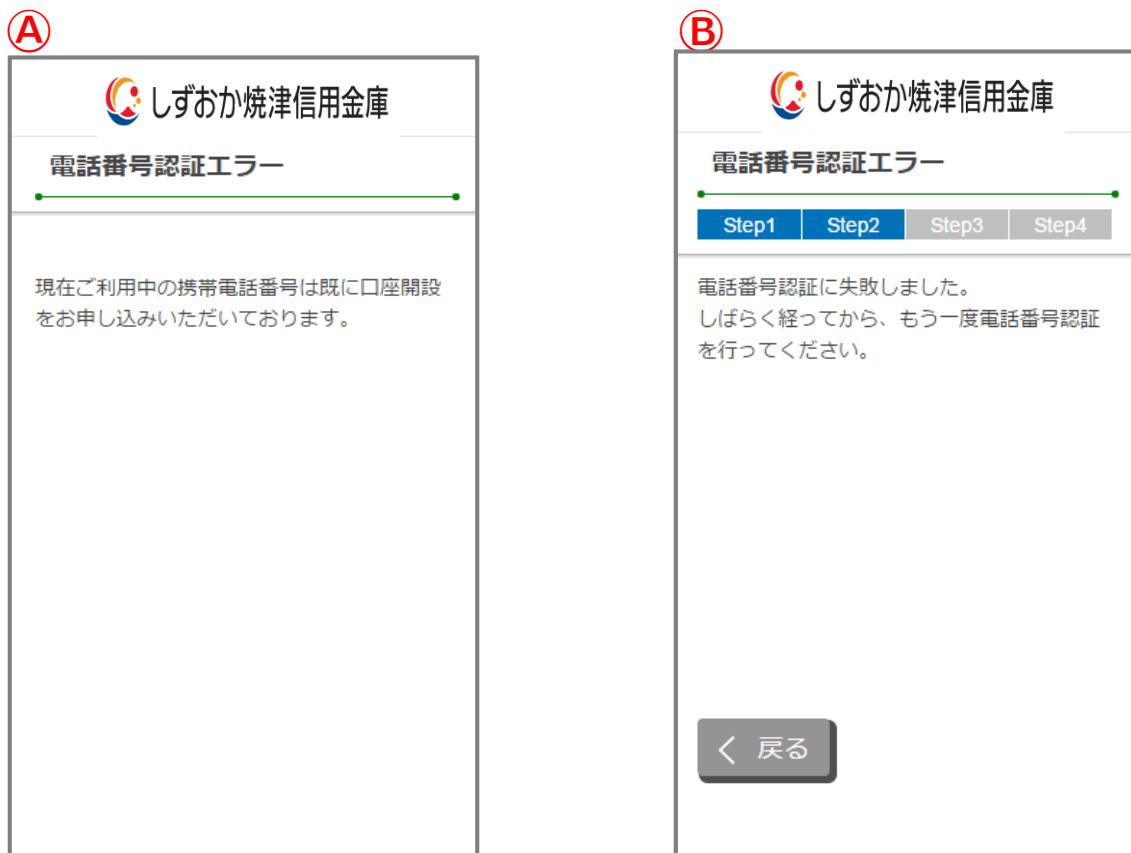 Ⓐ
しずおか焼津信用金庫
電話番号認証エラー
現在ご利用中の携帯電話番号は既に口座開設
をお申し込みいただいております。
Ⓑ
しずおか焼津信用金庫
電話番号認証エラー
Step1 Step2 Step3 Step4
電話番号認証に失敗しました。
しばらく経ってから、もう一度電話番号認証
を行ってください。
戻る